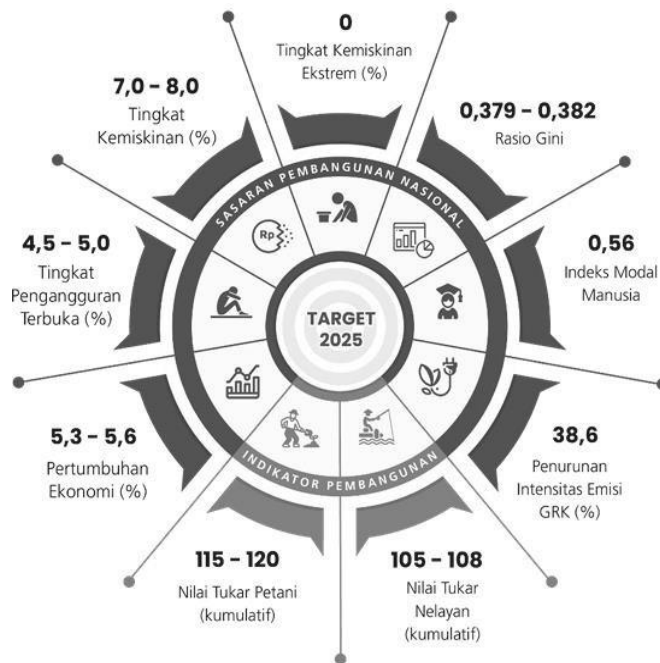 0
Tingkat Kemiskinan
Ekstrem (%)
0,379 – 0,382
Rasio Gini
0,56
Indeks Modal
Manusia
38,6
Penurunan
Intensitas Emisi
GRK (%)
105 – 108
Nilai Tukar
Nelayan
(kumulatif)
115 – 120
Nilai Tukar Petani
(kumulatif)
5,3 – 5,6
Pertumbuhan
Ekonomi (%)
4,5 – 5,0
Tingkat
Pengangguran
Terbuka (%)
7,0 – 8,0
Tingkat
Kemiskinan (%)
SASARAN PEMBANGUNAN NASIONAL
Rp
TARGET
2025
INDIKATOR PEMBANGUNAN